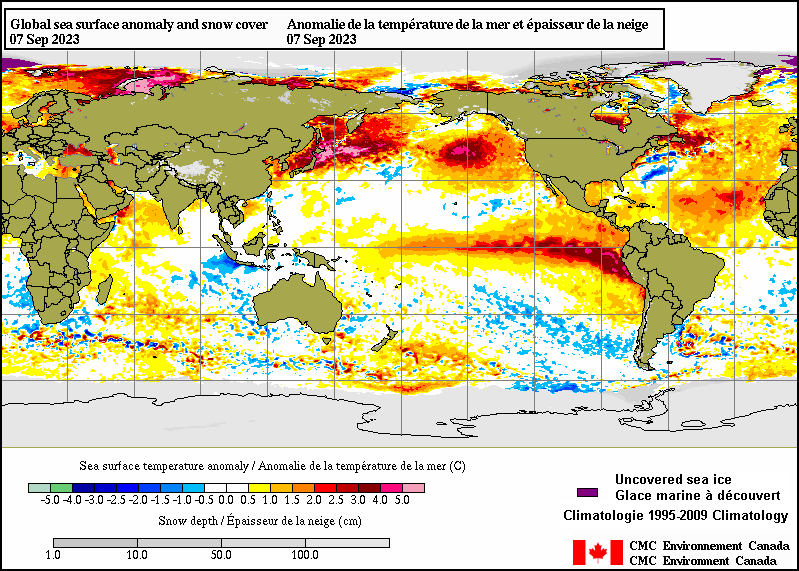 Global sea surface anomaly and snow cover Anomalie de la température de la mer et épaisseur de la neige
07 Sep 2023 07 Sep 2023
Sea surface temperature anomaly / Anomalie de la température de la mer (C)
-5.0 -4.0 -3.0 -2.0 -1.5 -1.0 -0.5 0.0 0.5 1.0 1.5 2.0 3.0 4.0 5.0
Snow depth / Épaisseur de la neige (cm)
1.0 10.0 50.0 100.0
Uncovered sea ice
Glace marine à découvert
Climatologie 1995-2009 Climatology
CMC Environnement Canada
CMC Environment Canada